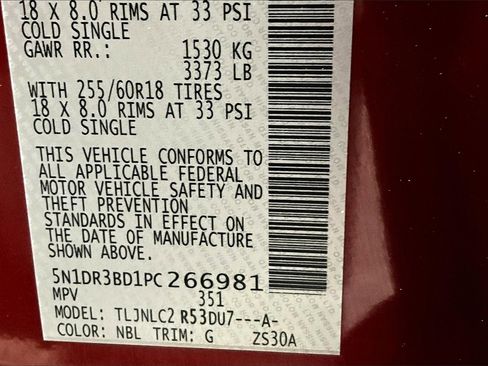 18 X 8.0 RIMS AT 33 PSI
COLD SINGLE
GAWR RR.: 1530 KG
3373 LB
WITH 255/60R18 TIRES
18 X 8.0 RIMS AT 33 PSI
COLD SINGLE
THIS VEHICLE CONFORMS TO
ALL APPLICABLE FEDERAL
MOTOR VEHICLE SAFETY AND
THEFT PREVENTION
STANDARDS IN EFFECT ON
THE DATE OF MANUFACTURE
SHOWN ABOVE.
5N1DR3BD1PC266981
MPV 351
MODEL: TLJNLC2 R53DU7---A-
COLOR: NBL TRIM: G ZS30A